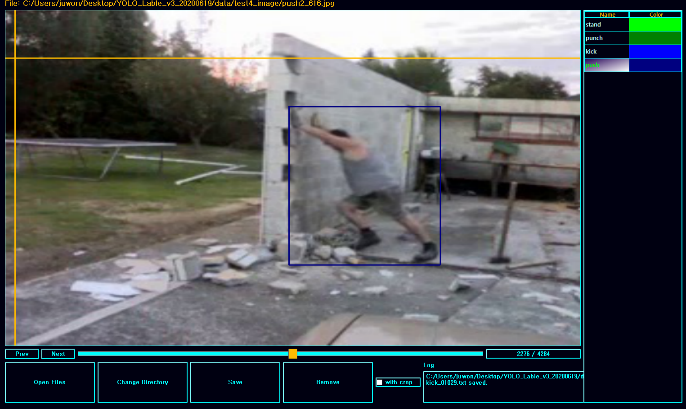 File: C:/Users/juwon/Desktop/YOLO_Lable_v3_20200619/data/test4_image/push2_616.jpg
Name Color
stand
punch
kick
push
Prev Next 2276 / 4284
Open Files Change Directory Save Remove with crop
Log
C:/Users/juwon/Desktop/YOLO_Lable_v3_20200619/d
kick_01029.txt saved.